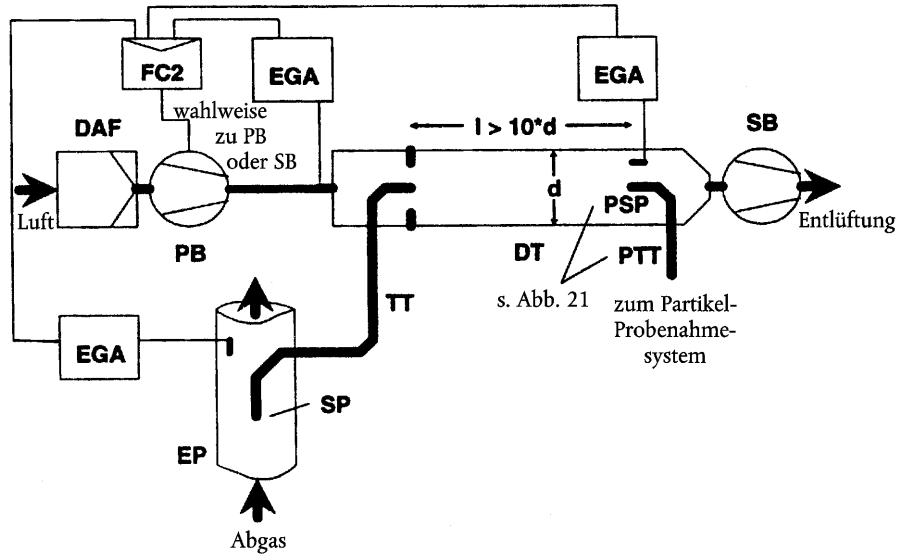 FC2
EGA
EGA
SB
DAF
wahlweise
zu PB
oder SB
l > 10*d
d
Luft
PSP
Entlüftung
PB
DT
PTT
s. Abb. 21
TT
zum Partikel-
Probenahme-
system
EGA
SP
EP
Abgas